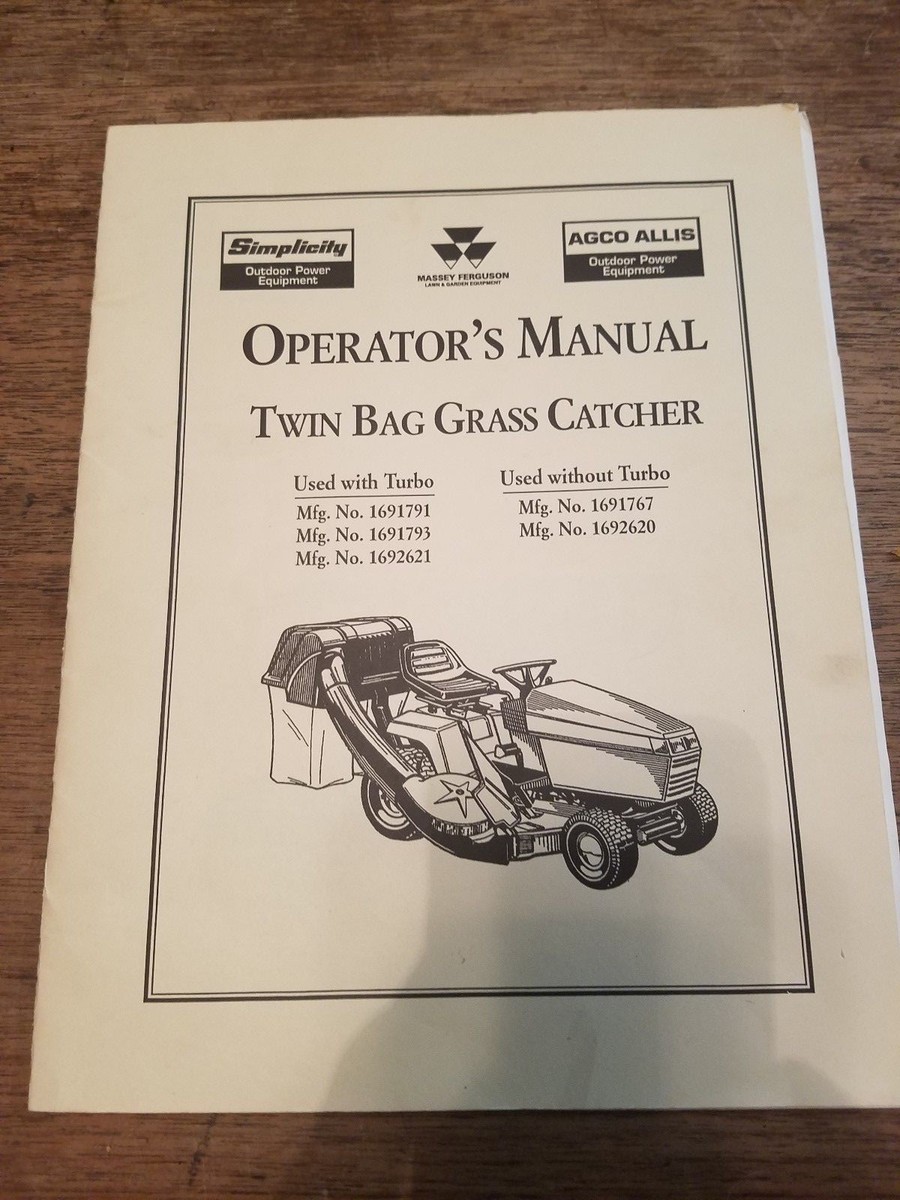 Simplicity
Outdoor Power
Equipment
MASSEY FERGUSON
LAWN & GARDEN EQUIPMENT
AGCO ALLIS
Outdoor Power
Equipment
OPERATOR'S MANUAL
TWIN BAG GRASS CATCHER
Used with Turbo
Mfg. No. 1691791
Mfg. No. 1691793
Mfg. No. 1692621
Used without Turbo
Mfg. No. 1691767
Mfg. No. 1692620